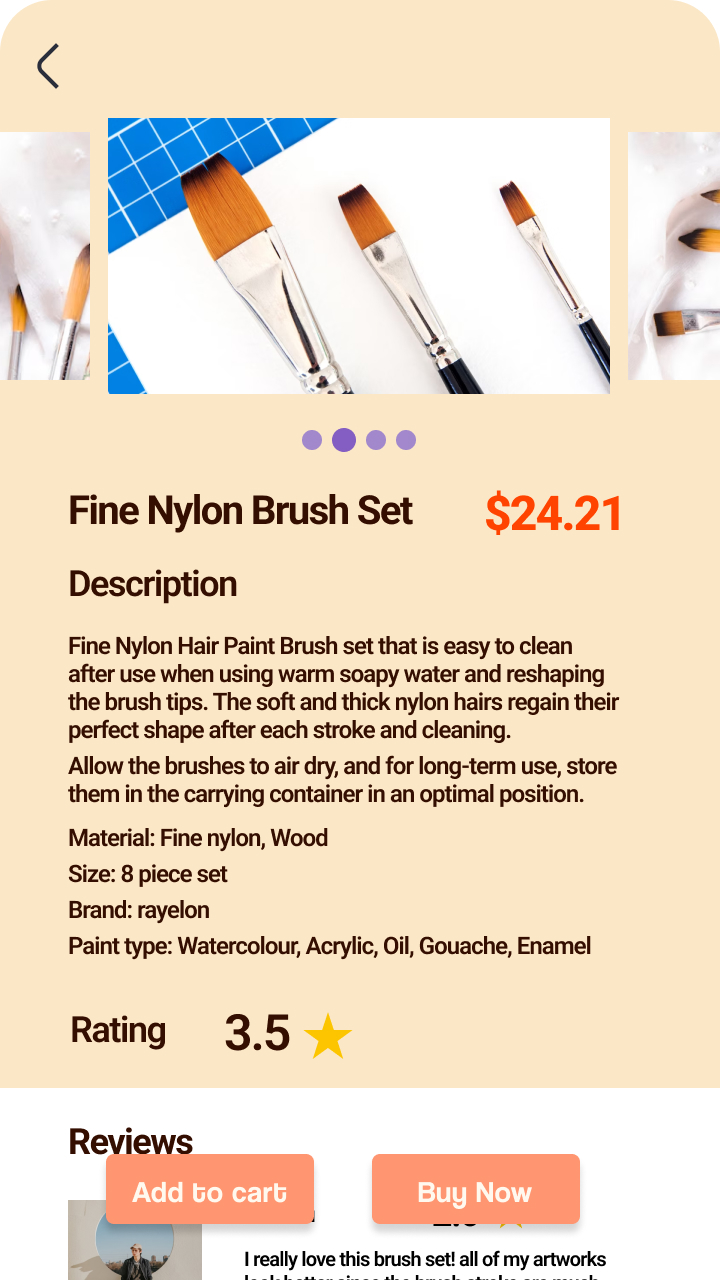 Fine Nylon Brush Set
$24.21
Description
Fine Nylon Hair Paint Brush set that is easy to clean
after use when using warm soapy water and reshaping
the brush tips. The soft and thick nylon hairs regain their
perfect shape after each stroke and cleaning.
Allow the brushes to air dry, and for long-term use, store
them in the carrying container in an optimal position.
Material: Fine nylon, Wood
Size: 8 piece set
Brand: rayelon
Paint type: Watercolour, Acrylic, Oil, Gouache, Enamel
Rating 3.5
Reviews
Add to cart
Buy Now
I really love this brush set! all of my artworks